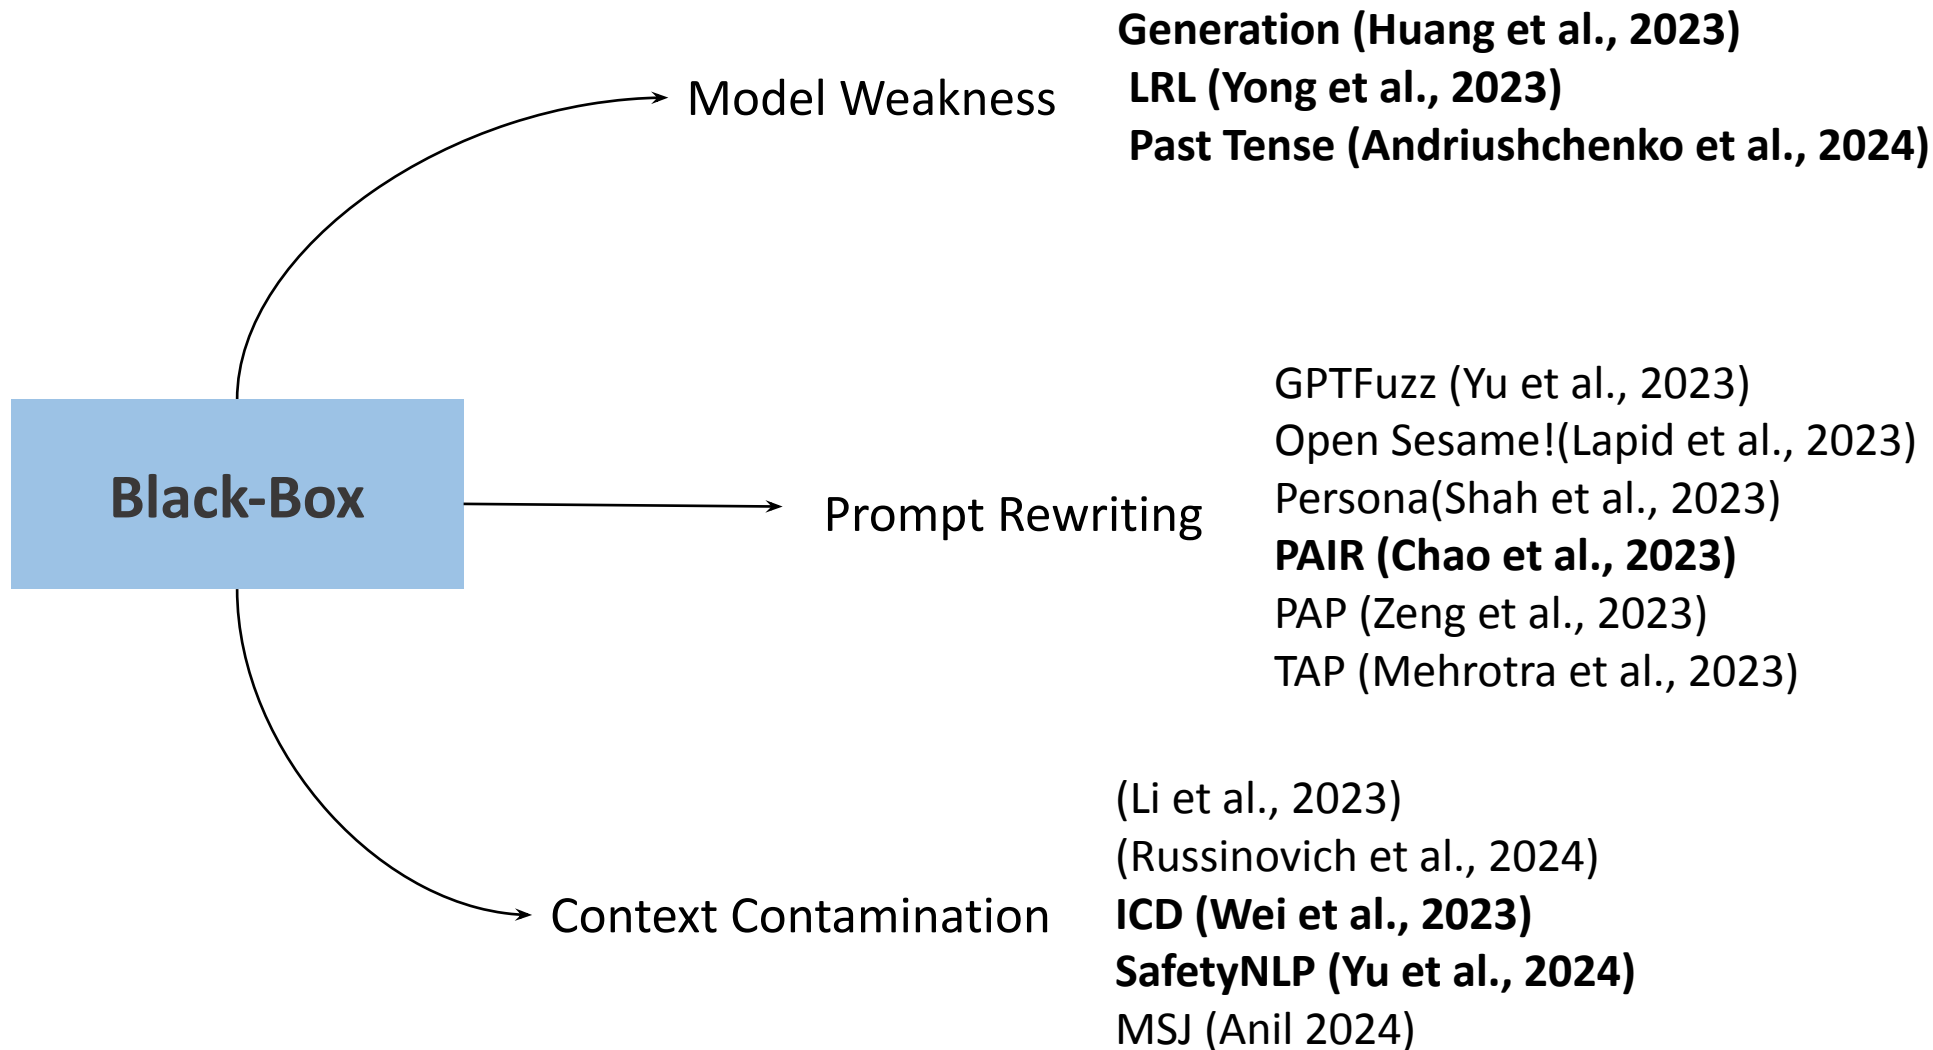 Black-Box
Model Weakness
Generation (Huang et al., 2023)
LRL (Yong et al., 2023)
Past Tense (Andriushchenko et al., 2024)
Prompt Rewriting
GPTFuzz (Yu et al., 2023)
Open Sesame!(Lapid et al., 2023)
Persona(Shah et al., 2023)
PAIR (Chao et al., 2023)
PAP (Zeng et al., 2023)
TAP (Mehrotra et al., 2023)
Context Contamination
(Li et al., 2023)
(Russinovich et al., 2024)
ICD (Wei et al., 2023)
SafetyNLP (Yu et al., 2024)
MSJ (Anil 2024)